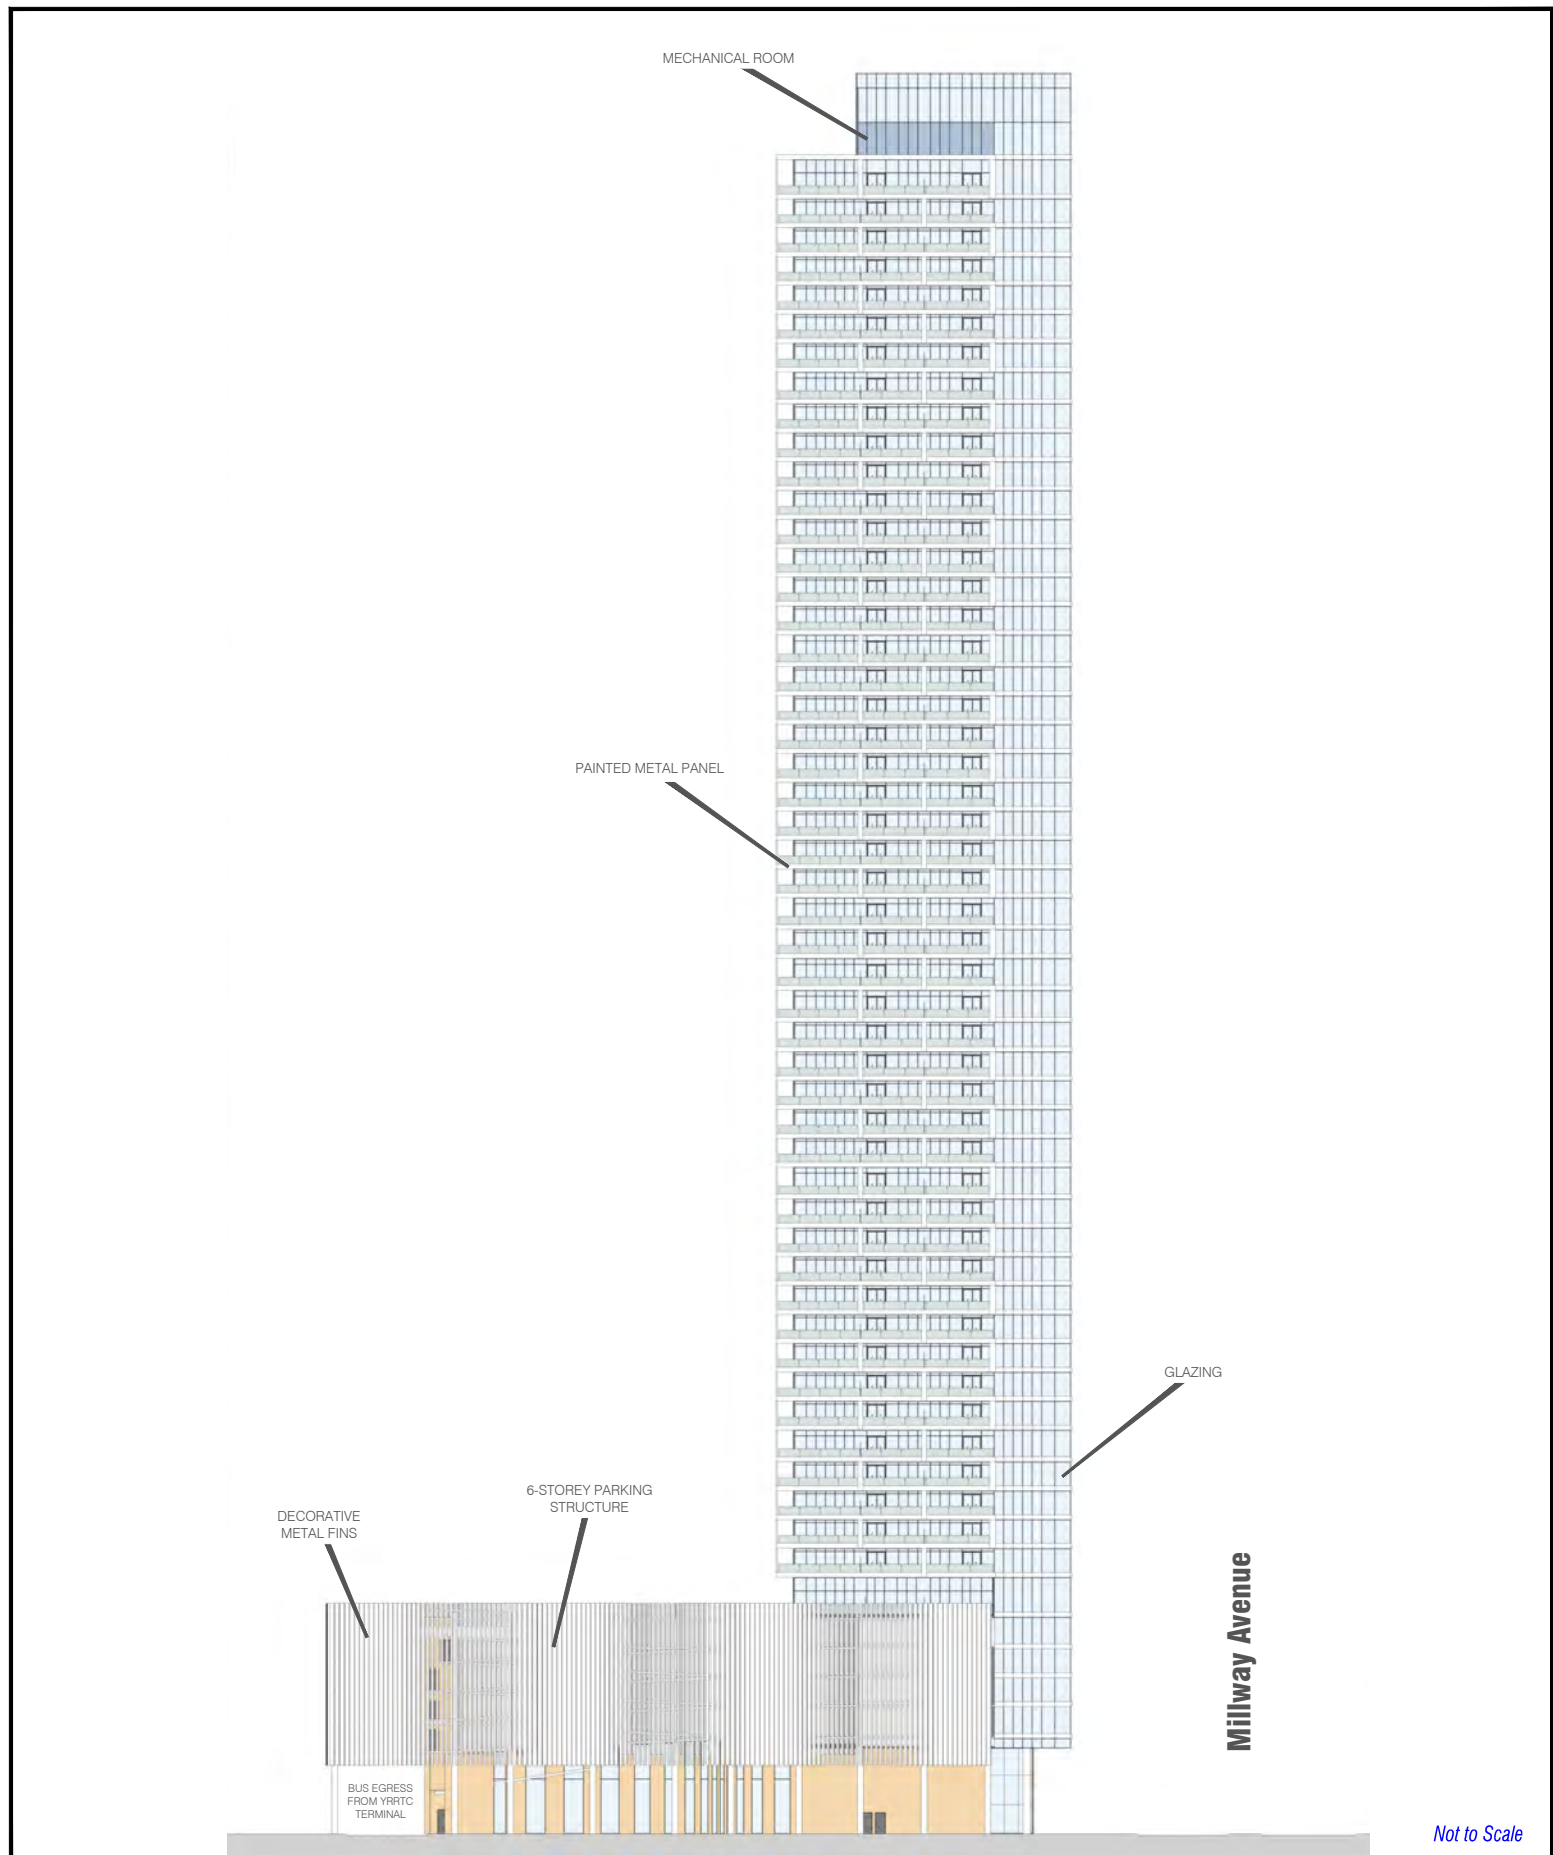 MECHANICAL ROOM
PAINTED METAL PANEL
GLAZING
6-STOREY PARKING
STRUCTURE
DECORATIVE
METAL FINS
Millway Avenue
BUS EGRESS
FROM YRRTC
TERMINAL
Not to Scale